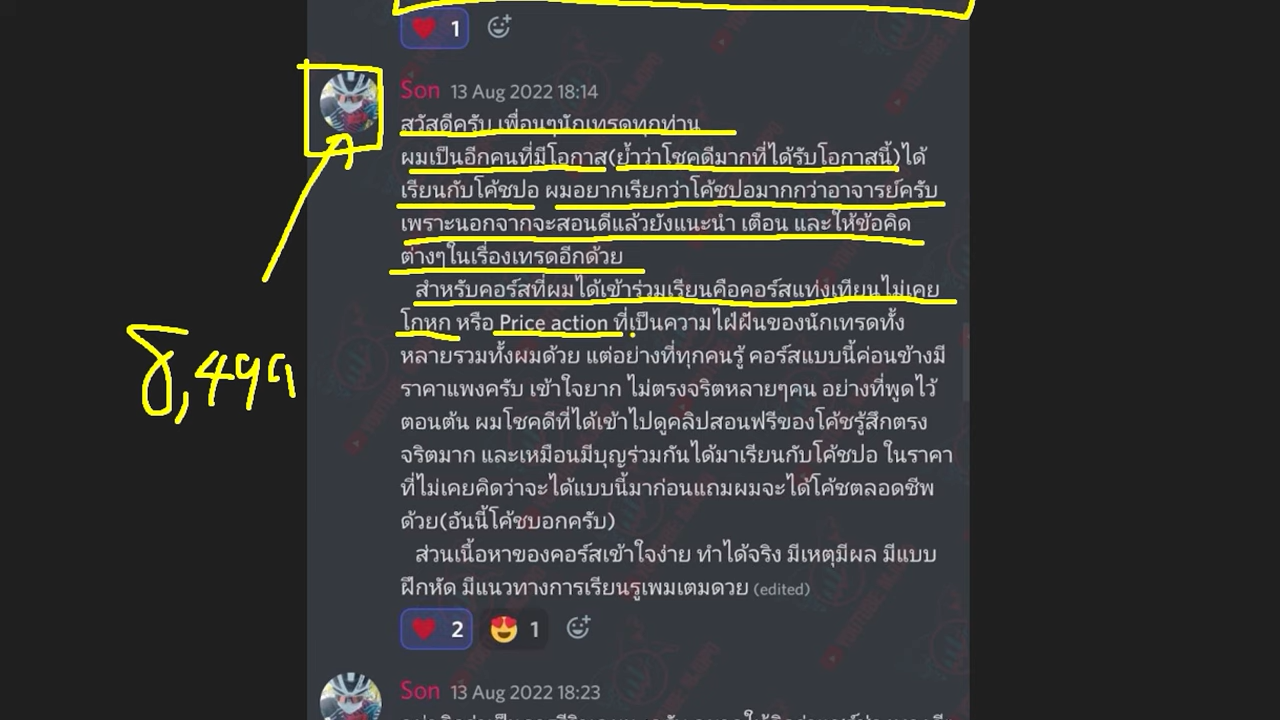 1
Son 13 Aug 2022 18:14
สวัสดีครับ เพื่อนๆนักเทรดทุกท่าน
ผมเป็นอีกคนที่มีโอกาส(ย้ำว่าโชคดีมากที่ได้รับโอกาสนี้)ได้
เรียนกับโค้ชปอ ผมอยากเรียกว่าโค้ชปอมากกว่าอาจารย์ครับ
เพราะนอกจากจะสอนดีแล้วยังแนะนำ เตือน และให้ข้อคิด
ต่างๆในเรื่องเทรดอีกด้วย
สำหรับคอร์สที่ผมได้เข้าร่วมเรียนคือคอร์สแท่งเทียนไม่เคย
โกหก หรือ Price action ที่เป็นความไฝ่ฝันของนักเทรดทั้ง
หลายรวมทั้งผมด้วย แต่อย่างที่ทุกคนรู้ คอร์สแบบนี้ค่อนข้างมี
ราคาแพงครับ เข้าใจยาก ไม่ตรงจริตหลายๆคน อย่างที่พูดไว้
ตอนต้น ผมโชคดีที่ได้เข้าไปดูคลิปสอนฟรีของโค้ชรู้สึกตรง
จริตมาก และเหมือนมีบุญร่วมกันได้มาเรียนกับโค้ชปอ ในราคา
ที่ไม่เคยคิดว่าจะได้แบบนี้มาก่อนแถมผมจะได้โค้ชตลอดชีพ
ด้วย(อันนี้โค้ชบอกครับ)
ส่วนเนื้อหาของคอร์สเข้าใจง่าย ทำได้จริง มีเหตุมีผล มีแบบ
ฝึกหัด มีแนวทางการเรียนรู้เพิ่มเติมด้วย (edited)
2 1
Son 13 Aug 2022 18:23